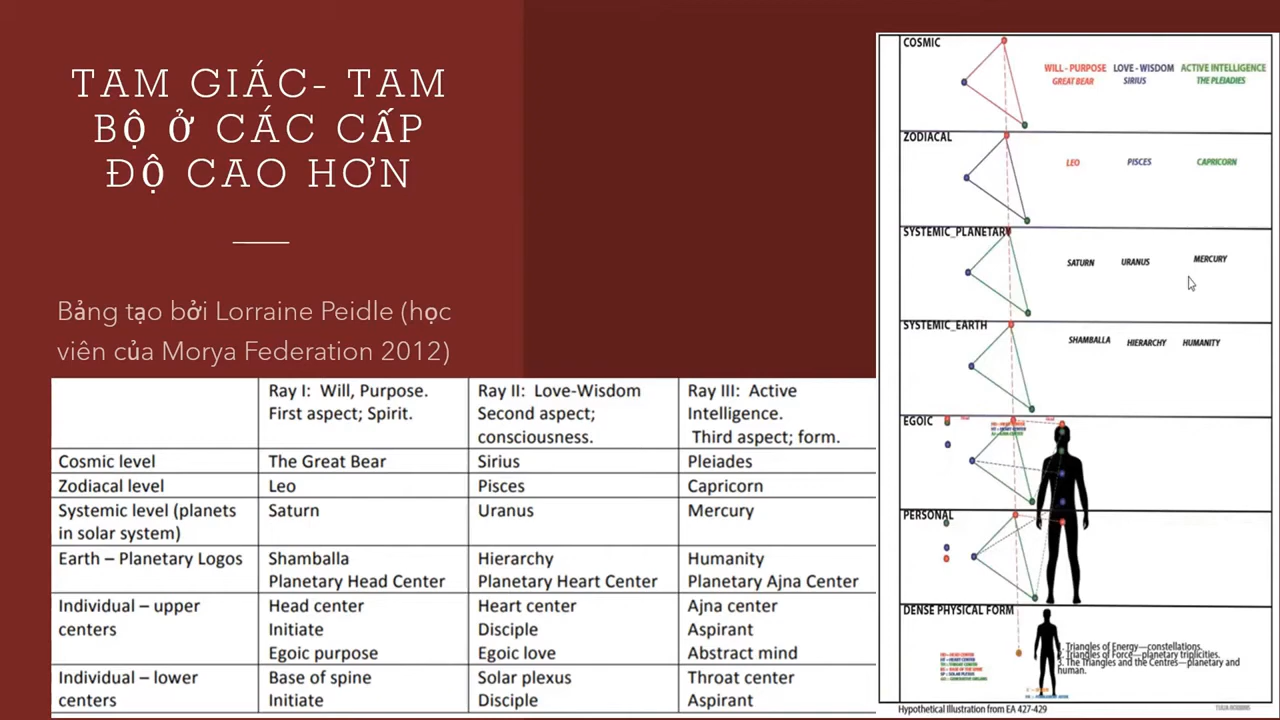 TAM GIÁC- TAM
BỘ Ở CÁC CẤP
ĐỘ CAO HƠN
Bảng tạo bởi Lorraine Peidle (học
viên của Morya Federation 2012)
Ray I: Will, Purpose.
First aspect; Spirit.
Ray II: Love-Wisdom
Second aspect;
consciousness.
Ray III: Active
Intelligence.
Third aspect; form.
Cosmic level The Great Bear Sirius Pleiades
Zodiacal level Leo Pisces Capricorn
Systemic level (planets
in solar system)
Saturn Uranus Mercury
Earth – Planetary Logos
Shamballa
Planetary Head Center
Hierarchy
Planetary Heart Center
Humanity
Planetary Ajna Center
Individual – upper
centers
Head center
Initiate
Egoic purpose
Heart center
Disciple
Egoic love
Ajna center
Aspirant
Abstract mind
Individual – lower
centers
Base of spine
Initiate
Solar plexus
Disciple
Throat center
Aspirant
COSMIC
WILL - PURPOSE LOVE - WISDOM ACTIVE INTELLIGENCE
GREAT BEAR SIRIUS THE PLEJADIES
ZODIACAL
LEO PISCES CAPRICORN
SYSTEMIC_PLANETARY
SATURN URANUS MERCURY
SYSTEMIC_EARTH
SHAMBALLA HIERARCHY HUMANITY
EGOIC
PERSONAL
DENSE PHYSICAL FORM
1. Triangles of Energy—constellations.
2. Triangles of Force—planetary triplicities.
3. The Triangles and the Centres—planetary and
human.
Hypothetical Illustration from EA 427-429